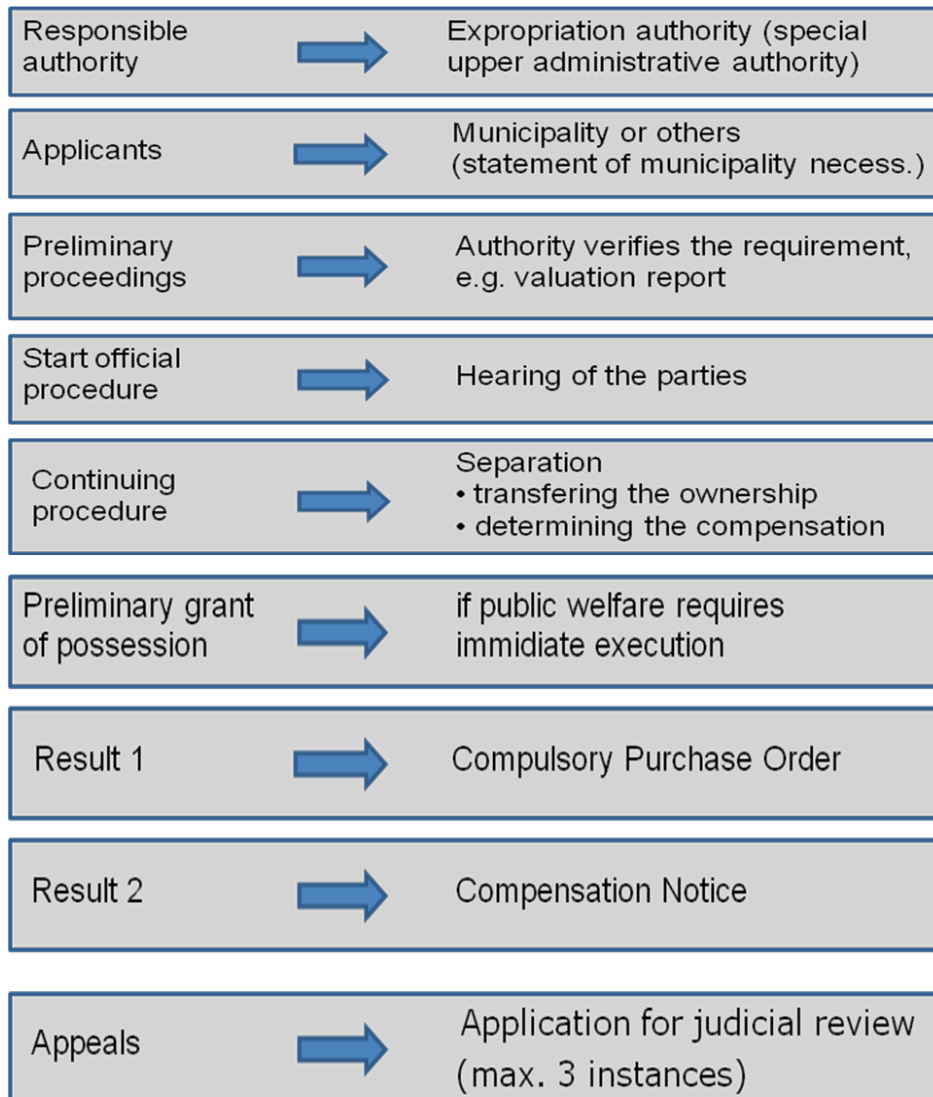 Responsible
authority
Expropriation authority (special
upper administrative authority)
Applicants
Municipality or others
(statement of municipality necess.)
Preliminary
proceedings
Authority verifies the requirement,
e.g. valuation report
Start official
procedure
Hearing of the parties
Continuing
procedure
Separation
• transfering the ownership
• determining the compensation
Preliminary grant
of possession
if public welfare requires
immidiate execution
Result 1
Compulsory Purchase Order
Result 2
Compensation Notice
Appeals
Application for judicial review
(max. 3 instances)